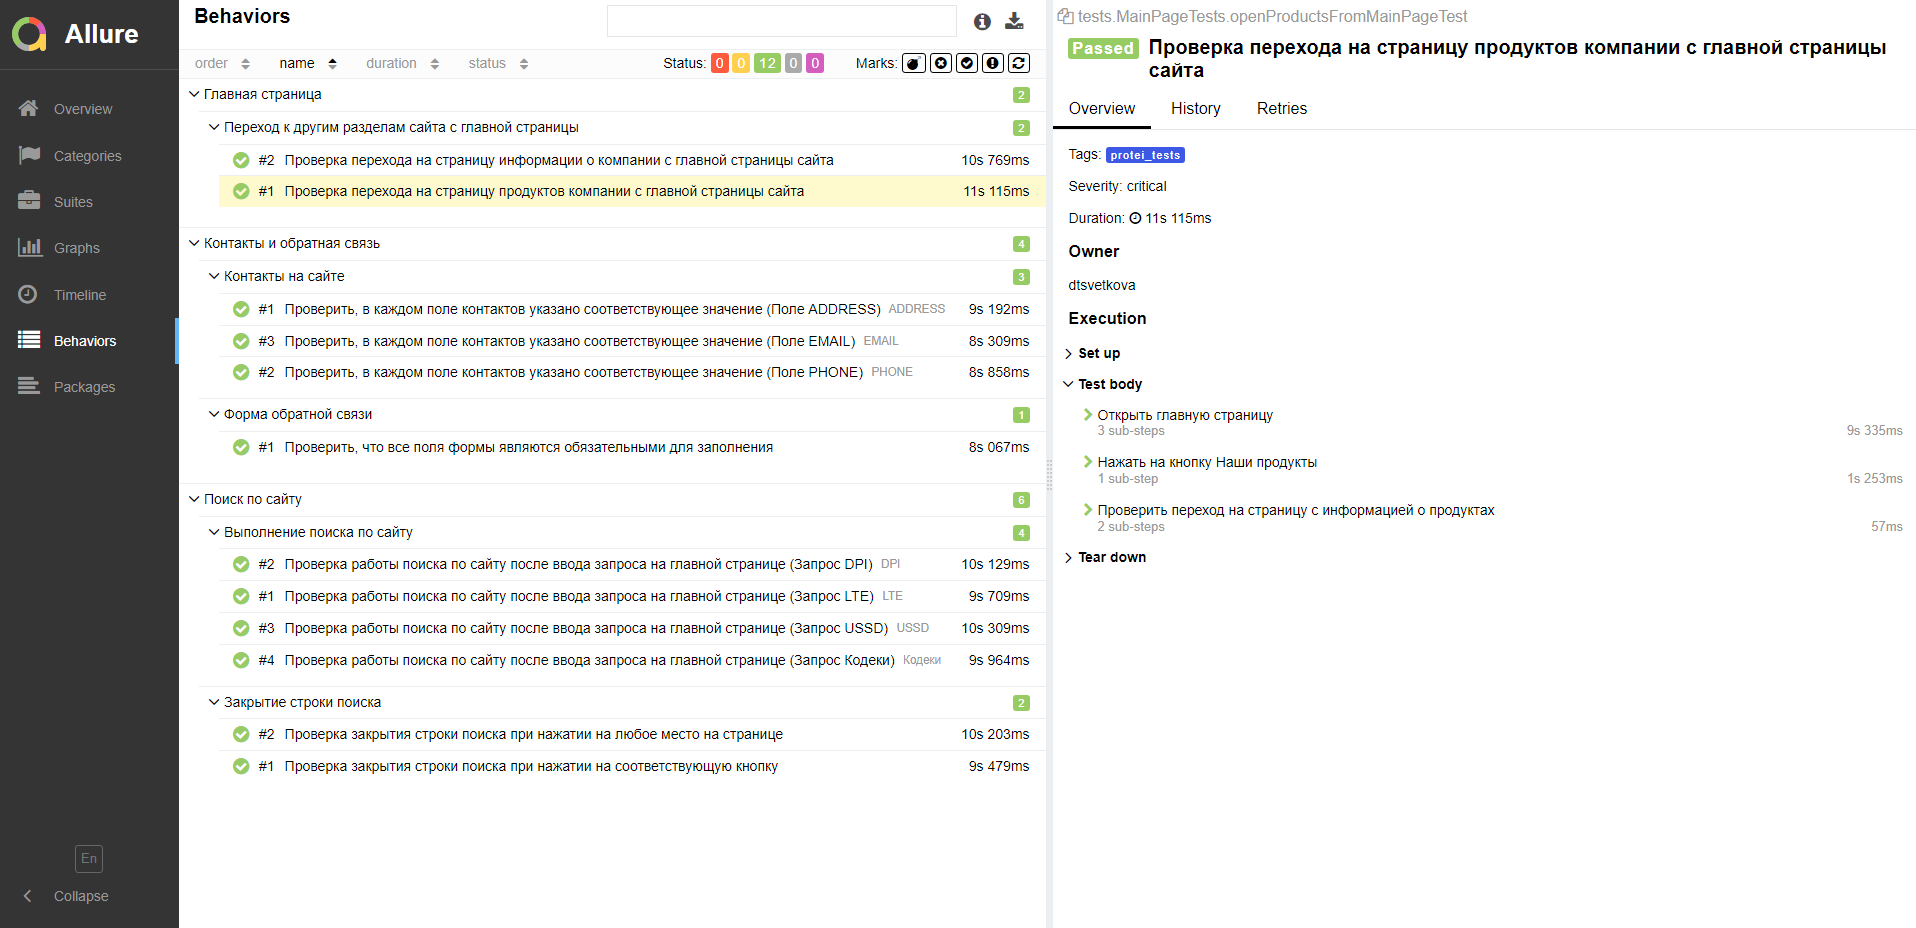 Allure
Overview
Categories
Suites
Graphs
Timeline
Behaviors
Packages
En
Collapse
Behaviors
order name duration status Status: 0 0 12 0 0 Marks:
Главная страница 2
Переход к другим разделам сайта с главной страницы 2
#2 Проверка перехода на страницу информации о компании с главной страницы сайта 10s 769ms
#1 Проверка перехода на страницу продуктов компании с главной страницы сайта 11s 115ms
Контакты и обратная связь 4
Контакты на сайте 3
#1 Проверить, в каждом поле контактов указано соответствующее значение (Поле ADDRESS) ADDRESS 9s 192ms
#3 Проверить, в каждом поле контактов указано соответствующее значение (Поле EMAIL) EMAIL 8s 309ms
#2 Проверить, в каждом поле контактов указано соответствующее значение (Поле PHONE) PHONE 8s 858ms
Форма обратной связи 1
#1 Проверить, что все поля формы являются обязательными для заполнения 8s 067ms
Поиск по сайту 6
Выполнение поиска по сайту 4
#2 Проверка работы поиска по сайту после ввода запроса на главной странице (Запрос DPI) DPI 10s 129ms
#1 Проверка работы поиска по сайту после ввода запроса на главной странице (Запрос LTE) LTE 9s 709ms
#3 Проверка работы поиска по сайту после ввода запроса на главной странице (Запрос USSD) USSD 10s 309ms
#4 Проверка работы поиска по сайту после ввода запроса на главной странице (Запрос Кодеки) Кодеки 9s 964ms
Закрытие строки поиска 2
#2 Проверка закрытия строки поиска при нажатии на любое место на странице 10s 203ms
#1 Проверка закрытия строки поиска при нажатии на соответствующую кнопку 9s 479ms
tests.MainPageTests.openProductsFromMainPageTest
Passed Проверка перехода на страницу продуктов компании с главной страницы
сайта
Overview History Retries
Tags: protei_tests
Severity: critical
Duration: 11s 115ms
Owner
dtsvetkova
Execution
Set up
Test body
Открыть главную страницу
3 sub-steps 9s 335ms
Нажать на кнопку Наши продукты
1 sub-step 1s 253ms
Проверить переход на страницу с информацией о продуктах
2 sub-steps 57ms
Tear down